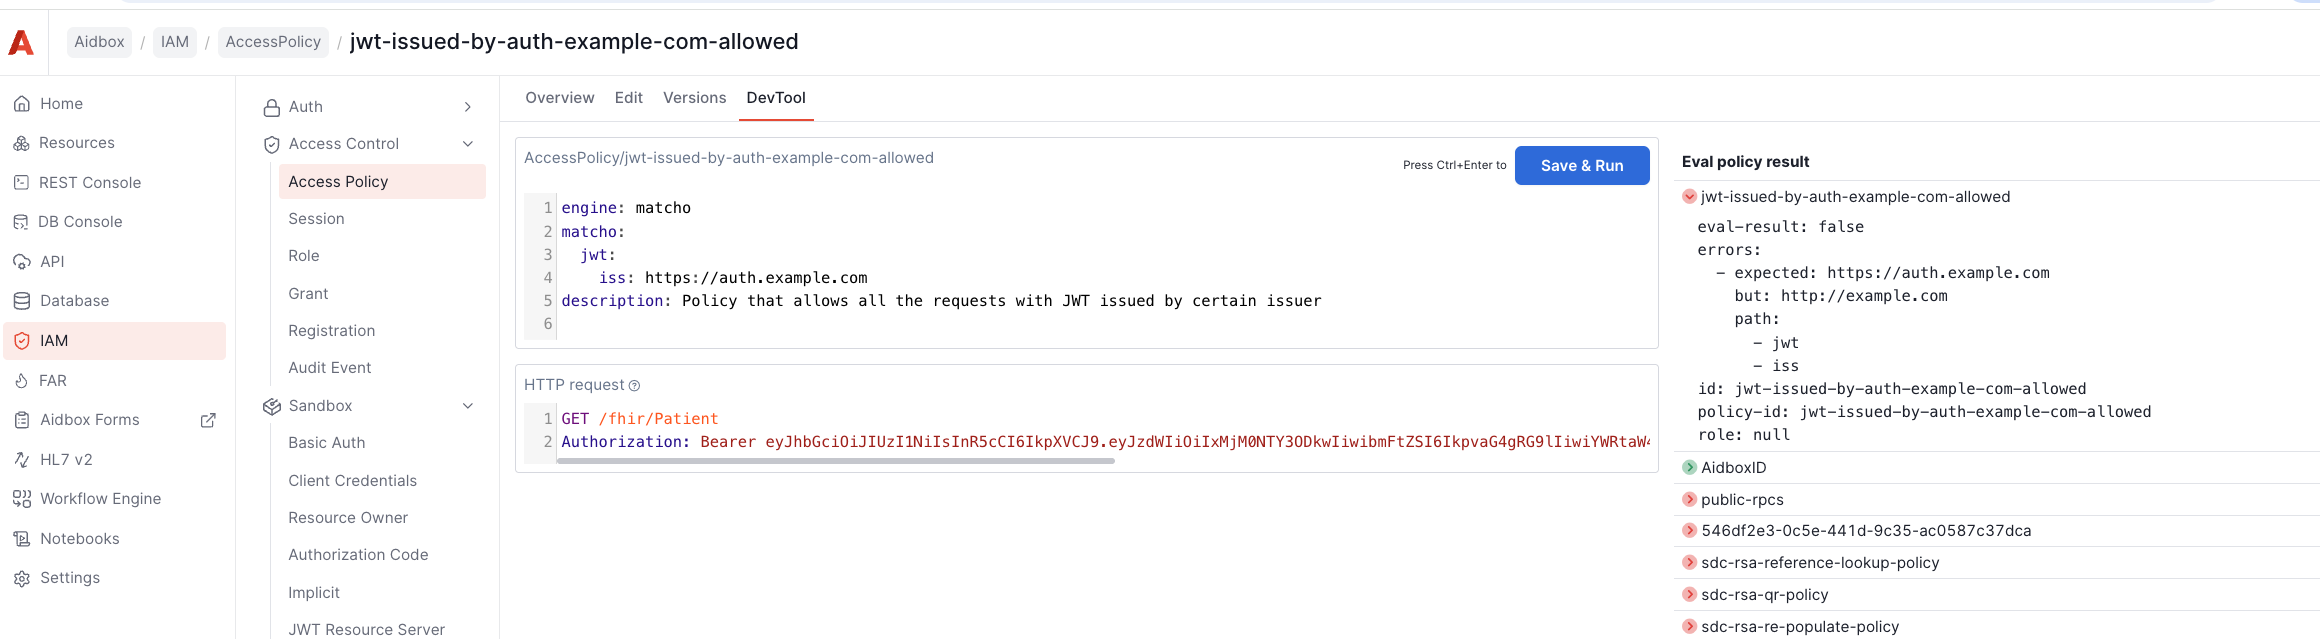 Aidbox / IAM / AccessPolicy / jwt-issued-by-auth-example-com-allowed
Home
Resources
REST Console
DB Console
API
Database
IAM
FAR
Aidbox Forms
HL7 v2
Workflow Engine
Notebooks
Settings
Auth
Access Control
Access Policy
Session
Role
Grant
Registration
Audit Event
Sandbox
Basic Auth
Client Credentials
Resource Owner
Authorization Code
Implicit
JWT Resource Server
Overview Edit Versions DevTool
AccessPolicy/jwt-issued-by-auth-example-com-allowed
Press Ctrl+Enter to Save & Run
1 engine: matcho
2 matcho:
3 jwt:
4 iss: https://auth.example.com
5 description: Policy that allows all the requests with JWT issued by certain issuer
6
HTTP request
1 GET /fhir/Patient
2 Authorization: Bearer eyJhbGciOiJIUzI1NiIsInR5cCI6IkpXVCJ9.eyJzdWIiOiIxMjM0NTY3ODkwIiwibmFtZSI6IkpvaG4gRG9lIiwiYWRtaW4
Eval policy result
jwt-issued-by-auth-example-com-allowed
eval-result: false
errors:
- expected: https://auth.example.com
but: http://example.com
path:
- jwt
- iss
id: jwt-issued-by-auth-example-com-allowed
policy-id: jwt-issued-by-auth-example-com-allowed
role: null
AidboxID
public-rpcs
546df2e3-0c5e-441d-9c35-ac0587c37dca
sdc-rsa-reference-lookup-policy
sdc-rsa-qr-policy
sdc-rsa-re-populate-policy